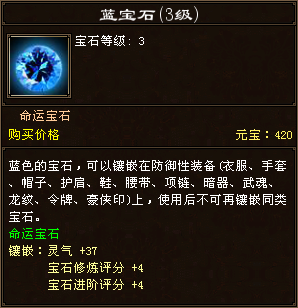 蓝宝石(3级)
宝石等级: 3
命运宝石
购买价格 元宝: 420
蓝色的宝石，可以镶嵌在防御性装备(衣服、手套
、帽子、护肩、鞋、腰带、项链、暗器、武魂、
龙纹、令牌、豪侠印)上，使用后不可再镶嵌同类
宝石。
命运宝石
镶嵌: 灵气 +37
宝石修炼评分 +4
宝石进阶评分 +4